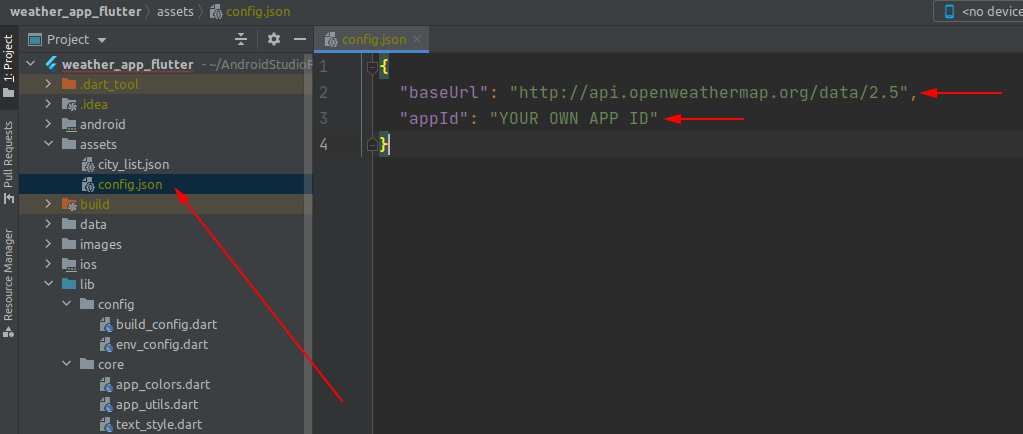 weather_app_flutter assets config.json <no device
1: Project
Pull Requests
Resource Manager
Project
weather_app_flutter - ~/AndroidStudioP
.dart_tool
.idea
android
assets
city_list.json
config.json
build
data
images
ios
lib
config
build_config.dart
env_config.dart
core
app_colors.dart
app_utils.dart
text_style.dart
config.json
1 {
2 "baseUrl": "http://api.openweathermap.org/data/2.5",
3 "appId": "YOUR OWN APP ID"
4 }